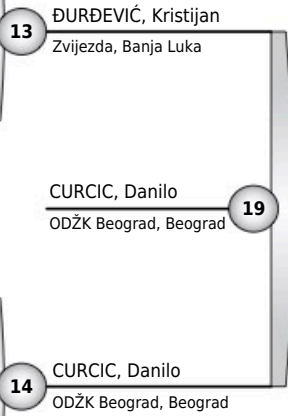 ĐURĐEVIĆ, Kristijan
13
Zvijezda, Banja Luka
CURCIC, Danilo
19
ODŽK Beograd, Beograd
CURCIC, Danilo
14
ODŽK Beograd, Beograd